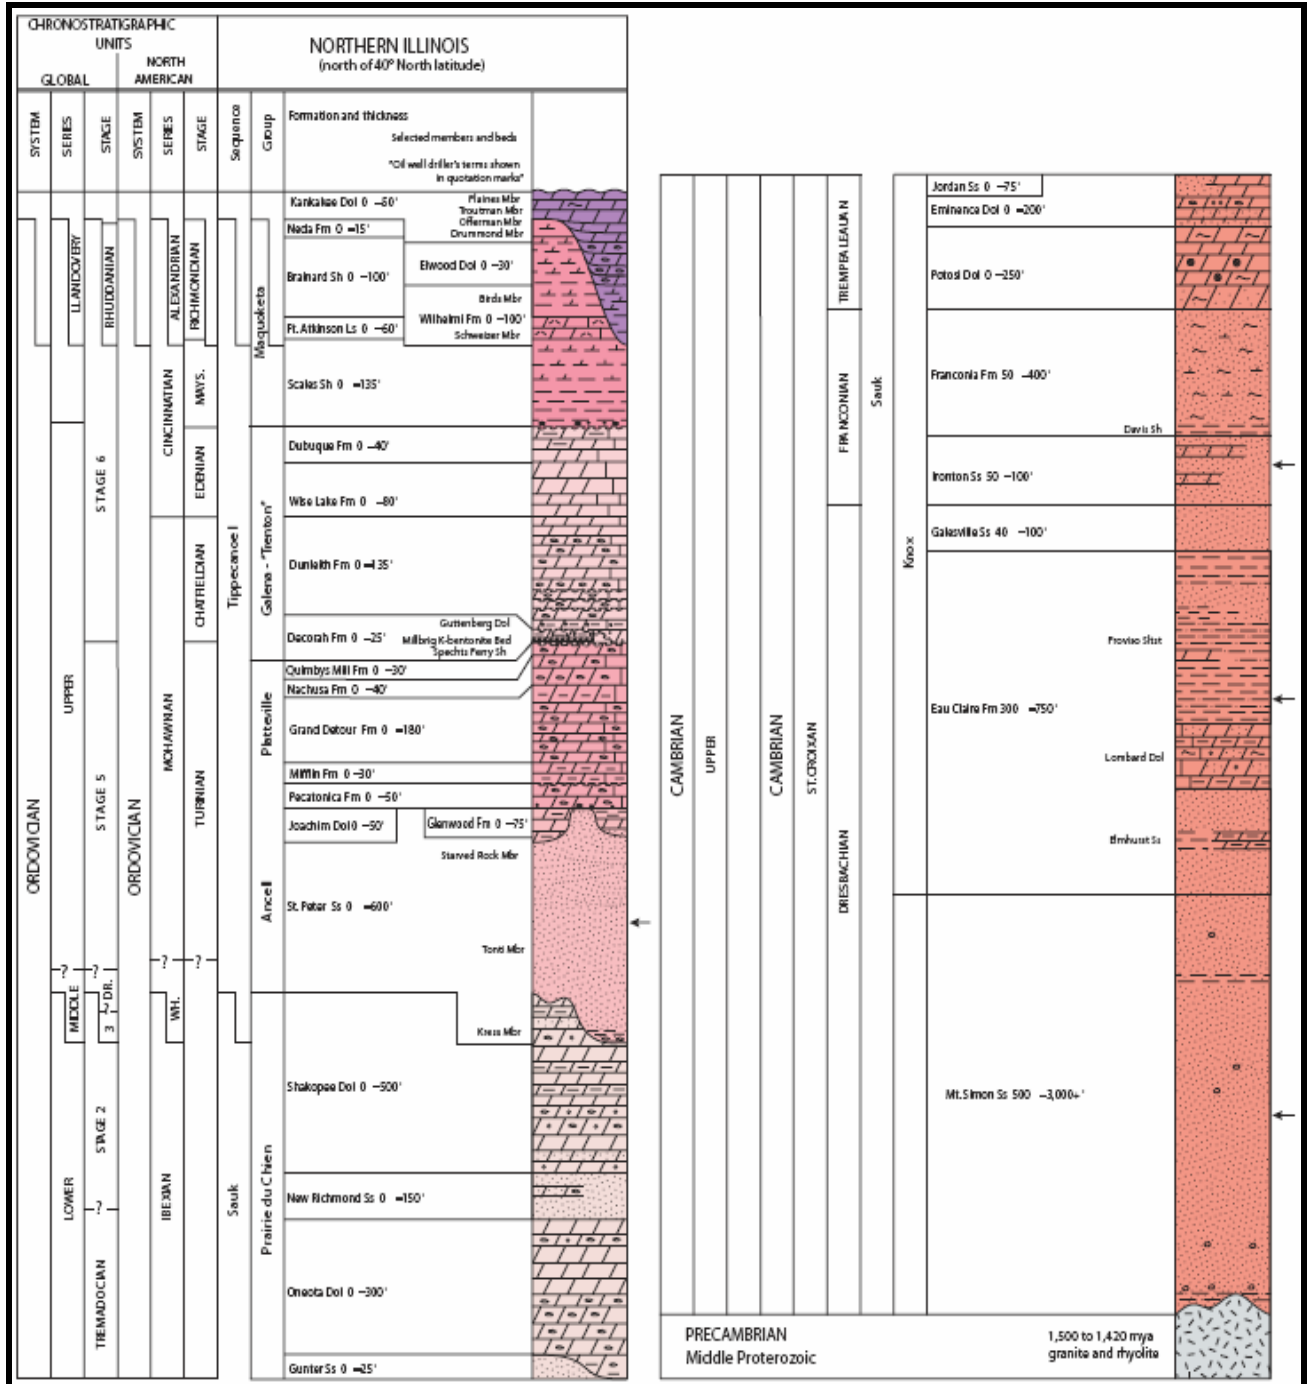 CHRONOSTRATIGRAPHIC
UNITS
GLOBAL
NORTH
AMERICAN
NORTHERN ILLINOIS
(north of 40° North latitude)
SYSTEM
SERIES
STAGE
SYSTEM
SERIES
STAGE
Sequence
Group
Formation and thickness
Selected members and beds
"Oil well driller's terms shown
in quotation marks"
ORDOVICIAN
LLANDOVERY
UPPER
MIDDLE
LOWER
RHUDDANIAN
STAGE 6
STAGE 5
?
?
DR.
?
3
STAGE 2
?
TREMADOCIAN
ORDOVICIAN
ALEXANDRIAN
CINCINNATIAN
MOHAWKIAN
?
WH.
IBEXIAN
RICHMONDIAN
MAYS.
EDENIAN
CHATFIELDIAN
TURINIAN
?
Tippecanoe I
Sauk
Maquoketa
Galena - "Trenton"
Platteville
Ancell
Prairie du Chien
Kankakee Dol 0 –50'
Plaines Mbr
Troutman Mbr
Offerman Mbr
Drummond Mbr
Neda Fm 0 –15'
Elwood Dol 0 –30'
Brainard Sh 0 –100'
Birds Mbr
Wilhelmi Fm 0 –100'
Schweizer Mbr
Ft. Atkinson Ls 0 –60'
Scales Sh 0 –135'
Dubuque Fm 0 –40'
Wise Lake Fm 0 –80'
Dunleith Fm 0 –135'
Guttenberg Dol
Decorah Fm 0 –25'
Millbrig K-bentonite Bed
Spechts Ferry Sh
Quimbys Mill Fm 0 –30'
Nachusa Fm 0 –40'
Grand Detour Fm 0 –180'
Mifflin Fm 0 –30'
Pecatonica Fm 0 –50'
Joachim Dol 0 –50'
Glenwood Fm 0 –75'
Starved Rock Mbr
St. Peter Ss 0 –600'
Tonti Mbr
Kress Mbr
Shakopee Dol 0 –500'
New Richmond Ss 0 –150'
Oneota Dol 0 –300'
Gunter Ss 0 –25'
CAMBRIAN
UPPER
CAMBRIAN
ST. CROIXAN
TREMPEALEAUAN
FRANCONIAN
DRESBACHIAN
Sauk
Knox
Jordan Ss 0 –75'
Eminence Dol 0 –200'
Potosi Dol 0 –250'
Franconia Fm 50 –400'
Davis Sh
Ironton Ss 50 –100'
Galesville Ss 40 –100'
Proviso Sltst
Eau Claire Fm 300 –750'
Lombard Dol
Elmhurst Ss
Mt. Simon Ss 500 –3,000+'
PRECAMBRIAN
Middle Proterozoic
1,500 to 1,420 mya
granite and rhyolite